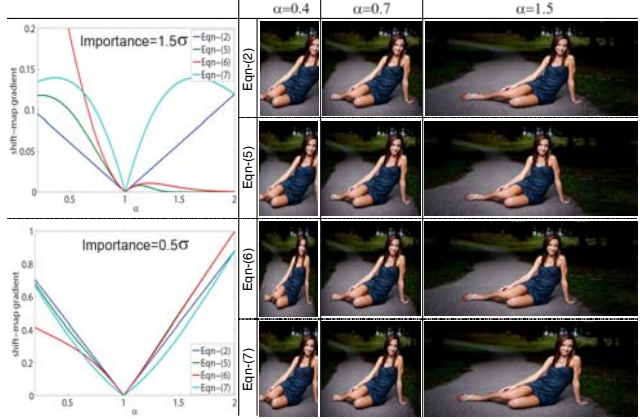 α=0.4 α=0.7 α=1.5
Importance=1.5σ
Eqn-(2)
Eqn-(5)
Eqn-(6)
Eqn-(7)
0.2
0.15
0.1
0.05
0
0.5 1 1.5 2
α
shift-map gradient
Importance=0.5σ
Eqn-(2)
Eqn-(5)
Eqn-(6)
Eqn-(7)
1
0.8
0.6
0.4
0.2
0
0.5 1 1.5 2
α
shift-map gradient
Eqn-(2)
Eqn-(5)
Eqn-(6)
Eqn-(7)